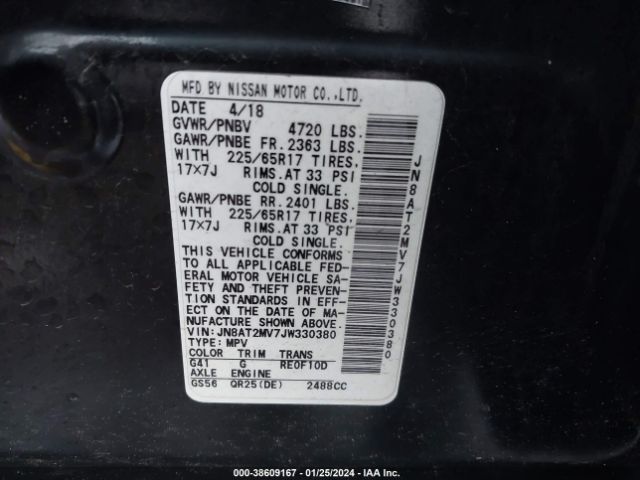 MFD BY NISSAN MOTOR CO.,LTD.
DATE 4/18
GVWR/PNBV 4720 LBS.
GAWR/PNBE FR. 2363 LBS.
WITH 225/65R17 TIRES,
17×7J RIMS. AT 33 PSI
COLD SINGLE.
GAWR/PNBE RR. 2401 LBS.
WITH 225/65R17 TIRES,
17×7J RIMS. AT 33 PSI
COLD SINGLE.
THIS VEHICLE CONFORMS
TO ALL APPLICABLE FED-
ERAL MOTOR VEHICLE SA-
FETY AND THEFT PREVEN-
TION STANDARDS IN EFF-
ECT ON THE DATE OF MA-
NUFACTURE SHOWN ABOVE.
VIN: JN8AT2MV7JW330380
TYPE: MPV
COLOR TRIM TRANS
G41 G RE0F10D
AXLE ENGINE
GS56 QR25(DE) 2488CC
JN8AT2MV7JW330380
000-38609167 - 01/25/2024 - IAA Inc.